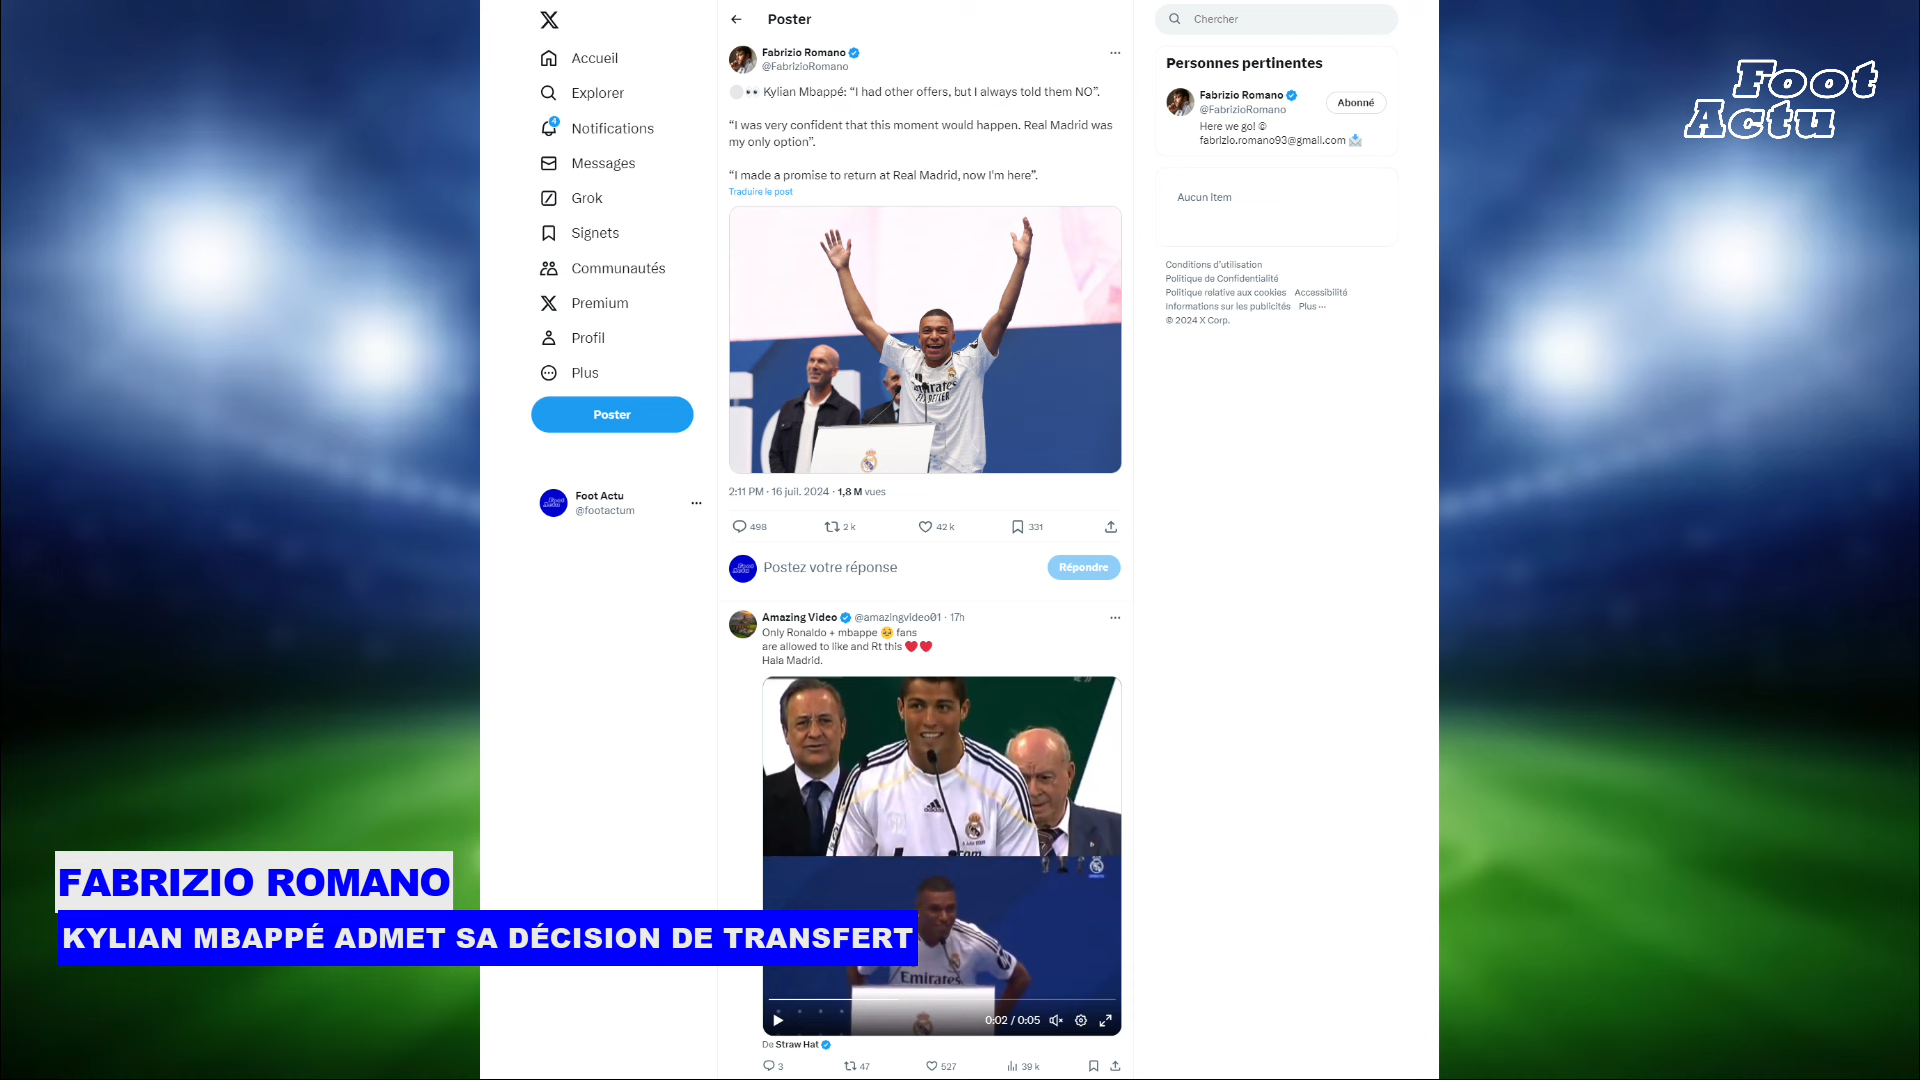 Accueil
Explorer
4
Notifications
Messages
Grok
Signets
Communautés
Premium
Profil
Plus
Poster
Foot Actu
@footactum
Poster
Fabrizio Romano
@FabrizioRomano
Kylian Mbappé: “I had other offers, but I always told them NO”.
“I was very confident that this moment would happen. Real Madrid was
my only option”.
“I made a promise to return at Real Madrid, now I'm here”.
Traduire le post
Emirates
FLY BETTER
2:11 PM · 16 juil. 2024 · 1,8 M vues
498 2 k 42 k 331
Postez votre réponse
Répondre
Amazing Video @amazingvideo01 · 17h
Only Ronaldo + mbappe fans
are allowed to like and Rt this
Hala Madrid.
adidas
.com
Emirates
0:02 / 0:05
De Straw Hat
3 47 527 39 k
Chercher
Personnes pertinentes
Fabrizio Romano
@FabrizioRomano
Abonné
Here we go! ©
fabrizio.romano93@gmail.com
Aucun Item
Conditions d’utilisation
Politique de Confidentialité
Politique relative aux cookies Accessibilité
Informations sur les publicités Plus ···
© 2024 X Corp.
Foot
Actu
FABRIZIO ROMANO
KYLIAN MBAPPÉ ADMET SA DÉCISION DE TRANSFERT